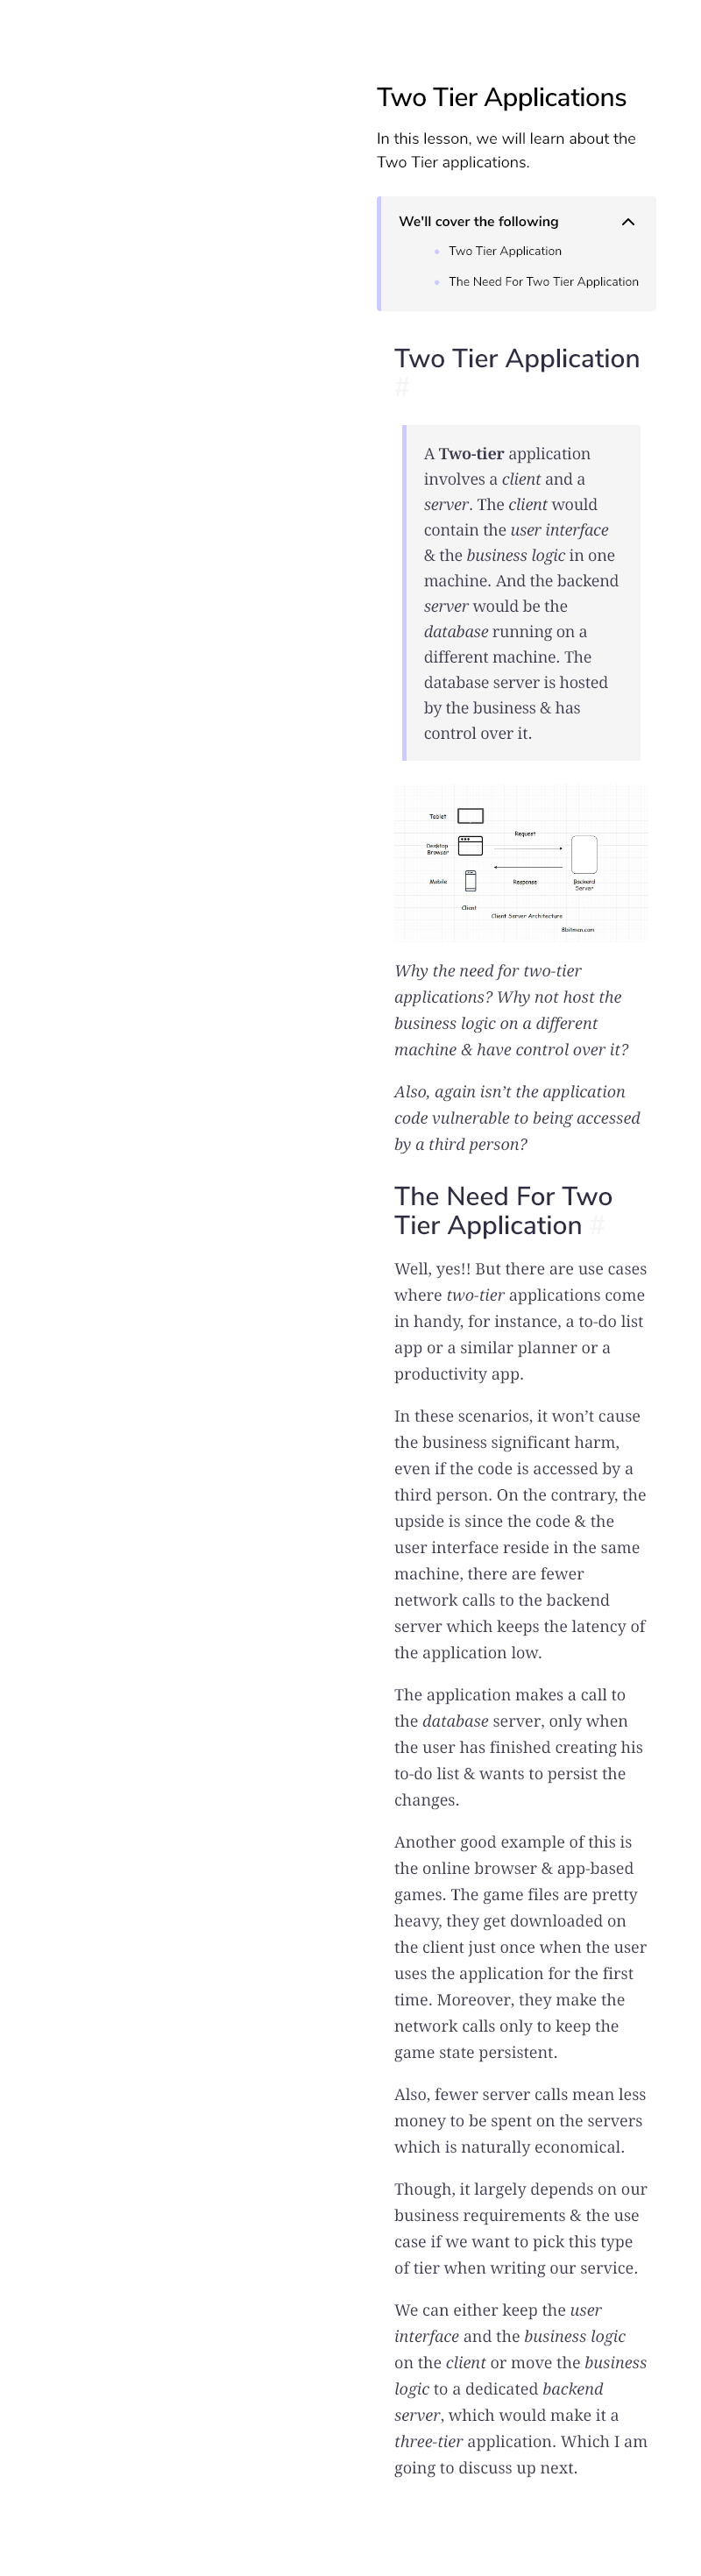 Two Tier Applications
In this lesson, we will learn about the
Two Tier applications.
We'll cover the following
Two Tier Application
The Need For Two Tier Application
Two Tier Application
#
A Two-tier application
involves a client and a
server. The client would
contain the user interface
& the business logic in one
machine. And the backend
server would be the
database running on a
different machine. The
database server is hosted
by the business & has
control over it.
Tablet
Desktop
Browser
Mobile
Client
Request
Response
Backend
Server
Client Server Architecture
8bitmen.com
Why the need for two-tier
applications? Why not host the
business logic on a different
machine & have control over it?
Also, again isn’t the application
code vulnerable to being accessed
by a third person?
The Need For Two
Tier Application #
Well, yes!! But there are use cases
where two-tier applications come
in handy, for instance, a to-do list
app or a similar planner or a
productivity app.
In these scenarios, it won’t cause
the business significant harm,
even if the code is accessed by a
third person. On the contrary, the
upside is since the code & the
user interface reside in the same
machine, there are fewer
network calls to the backend
server which keeps the latency of
the application low.
The application makes a call to
the database server, only when
the user has finished creating his
to-do list & wants to persist the
changes.
Another good example of this is
the online browser & app-based
games. The game files are pretty
heavy, they get downloaded on
the client just once when the user
uses the application for the first
time. Moreover, they make the
network calls only to keep the
game state persistent.
Also, fewer server calls mean less
money to be spent on the servers
which is naturally economical.
Though, it largely depends on our
business requirements & the use
case if we want to pick this type
of tier when writing our service.
We can either keep the user
interface and the business logic
on the client or move the business
logic to a dedicated backend
server, which would make it a
three-tier application. Which I am
going to discuss up next.